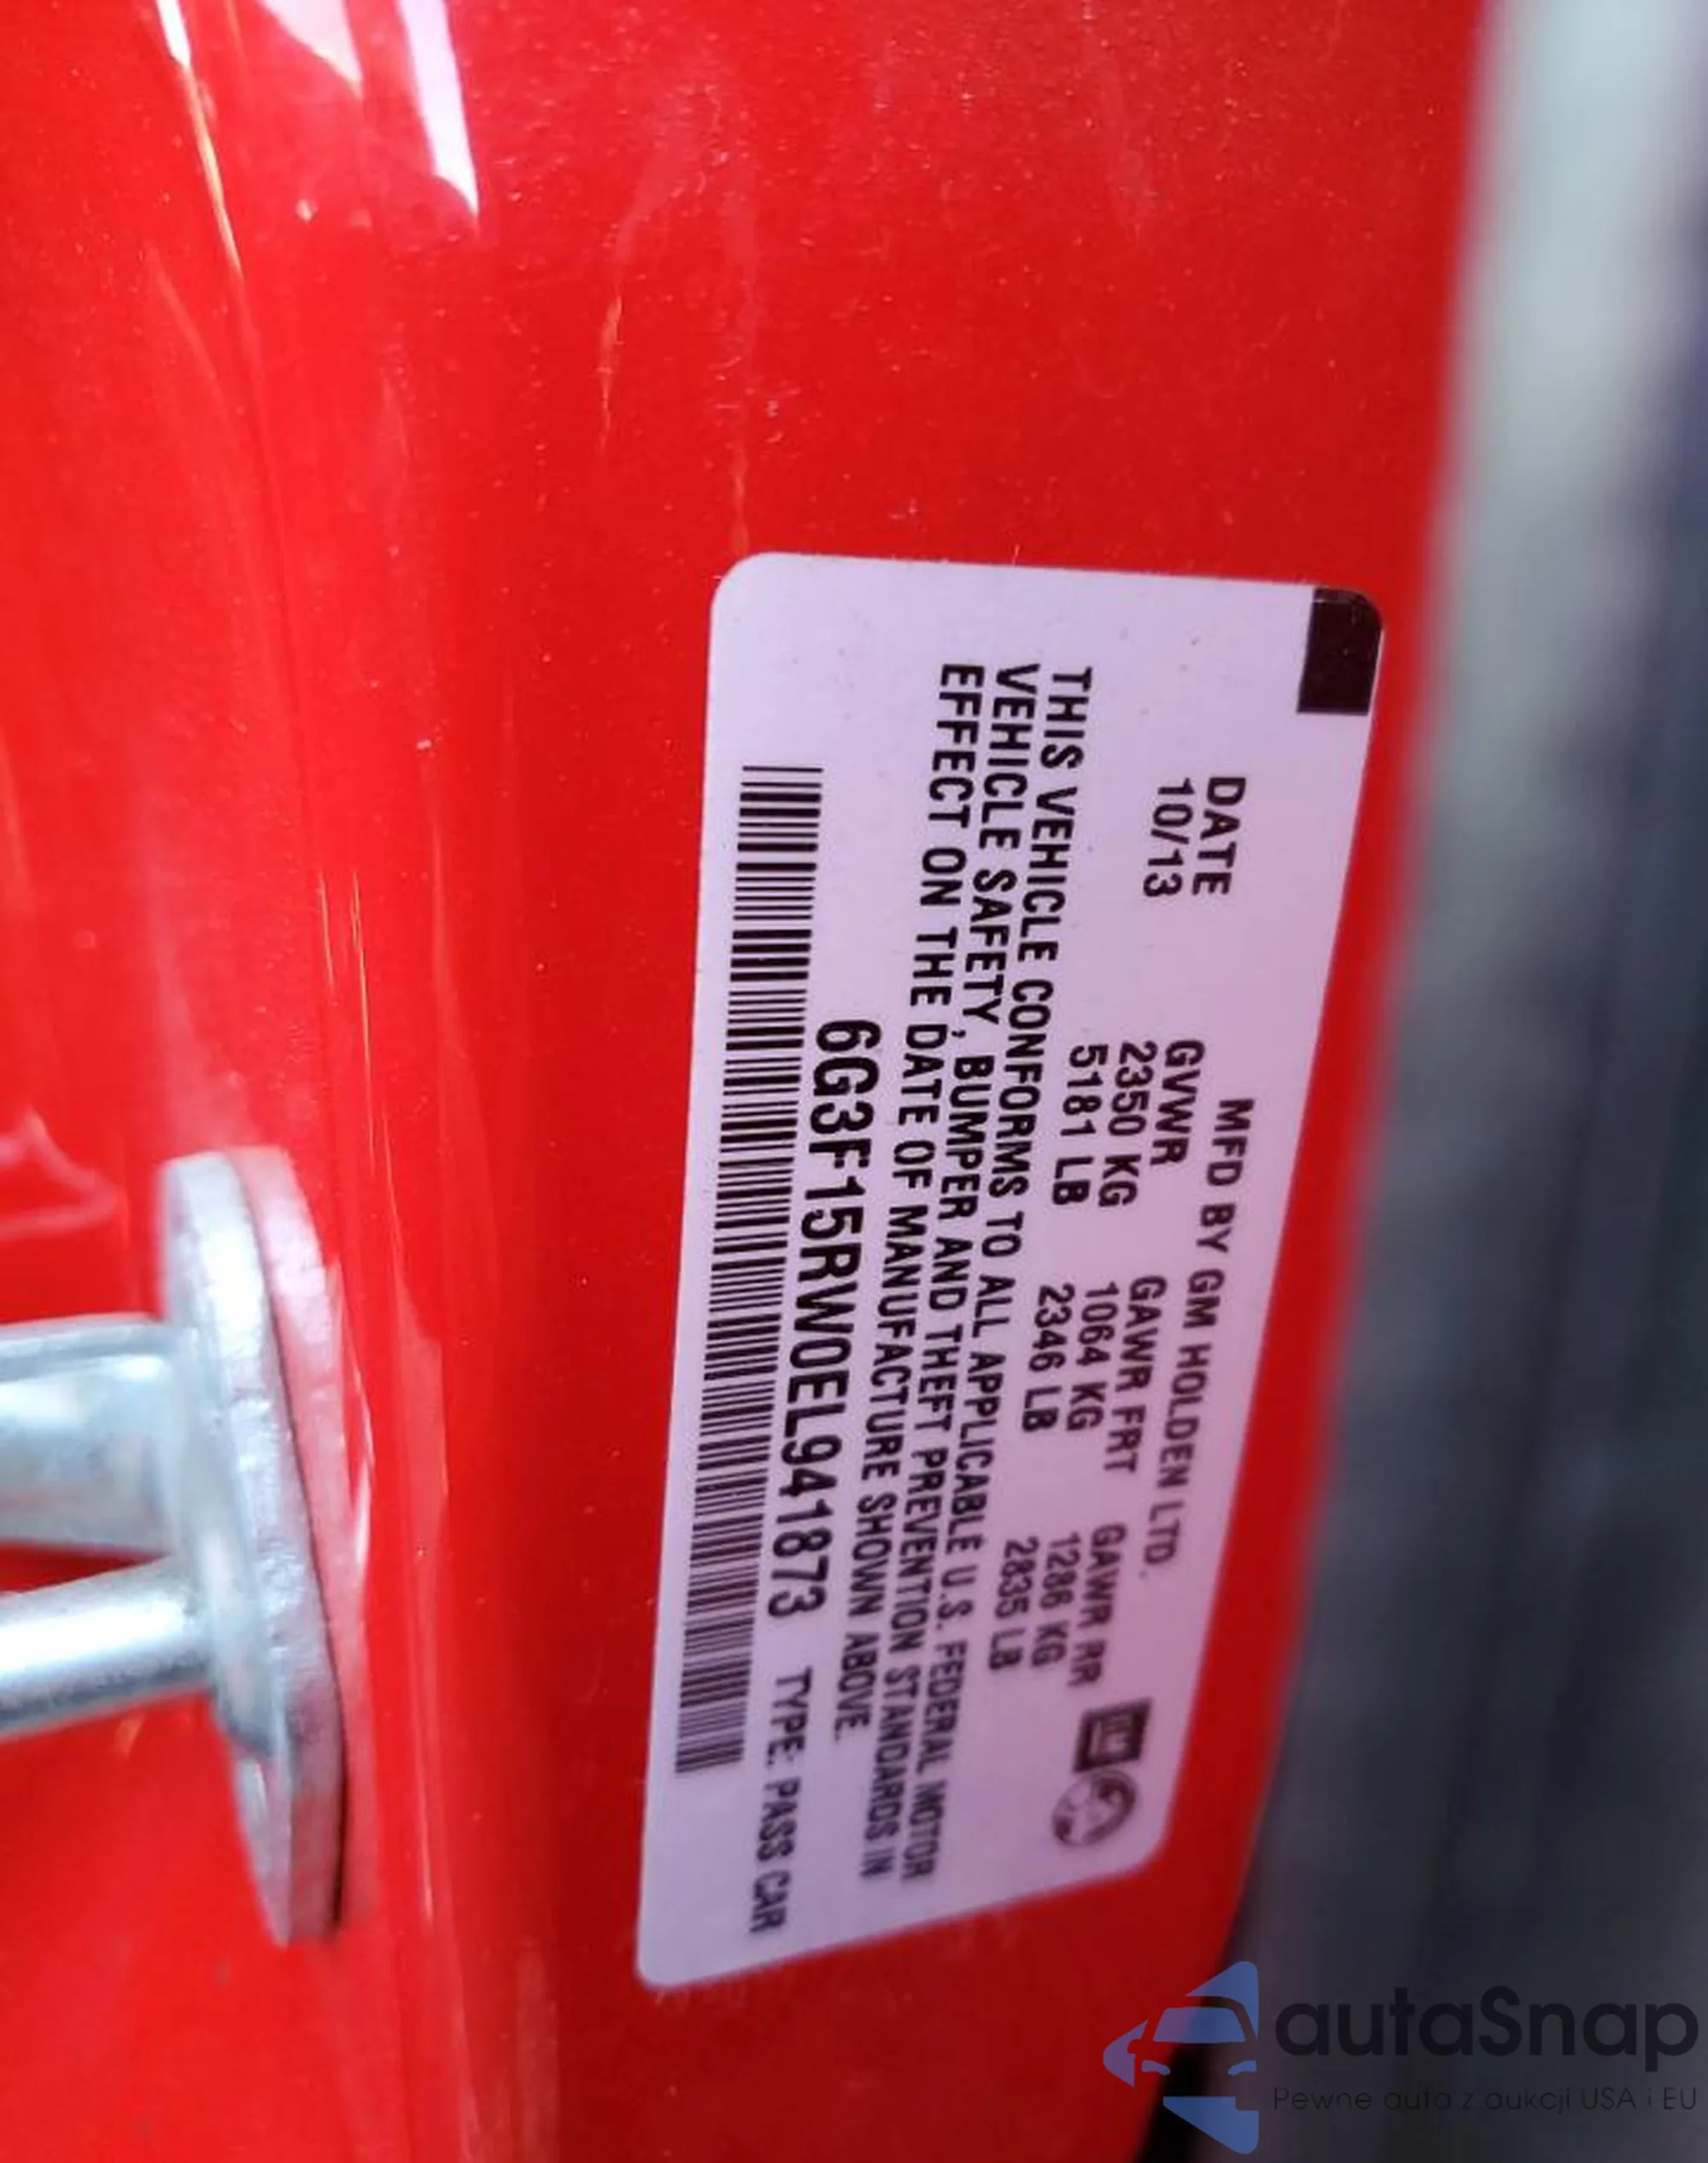 MFD BY GM HOLDEN LTD.
DATE GVWR GAWR FRT GAWR RR
10/13 2350 KG 1064 KG 1286 KG
5181 LB 2346 LB 2835 LB
THIS VEHICLE CONFORMS TO ALL APPLICABLE U.S. FEDERAL MOTOR
VEHICLE SAFETY, BUMPER AND THEFT PREVENTION STANDARDS IN
EFFECT ON THE DATE OF MANUFACTURE SHOWN ABOVE.
6G3F15RW0EL941873 TYPE: PASS CAR
GM
autaSnap
Pewne auta z aukcji USA i EU